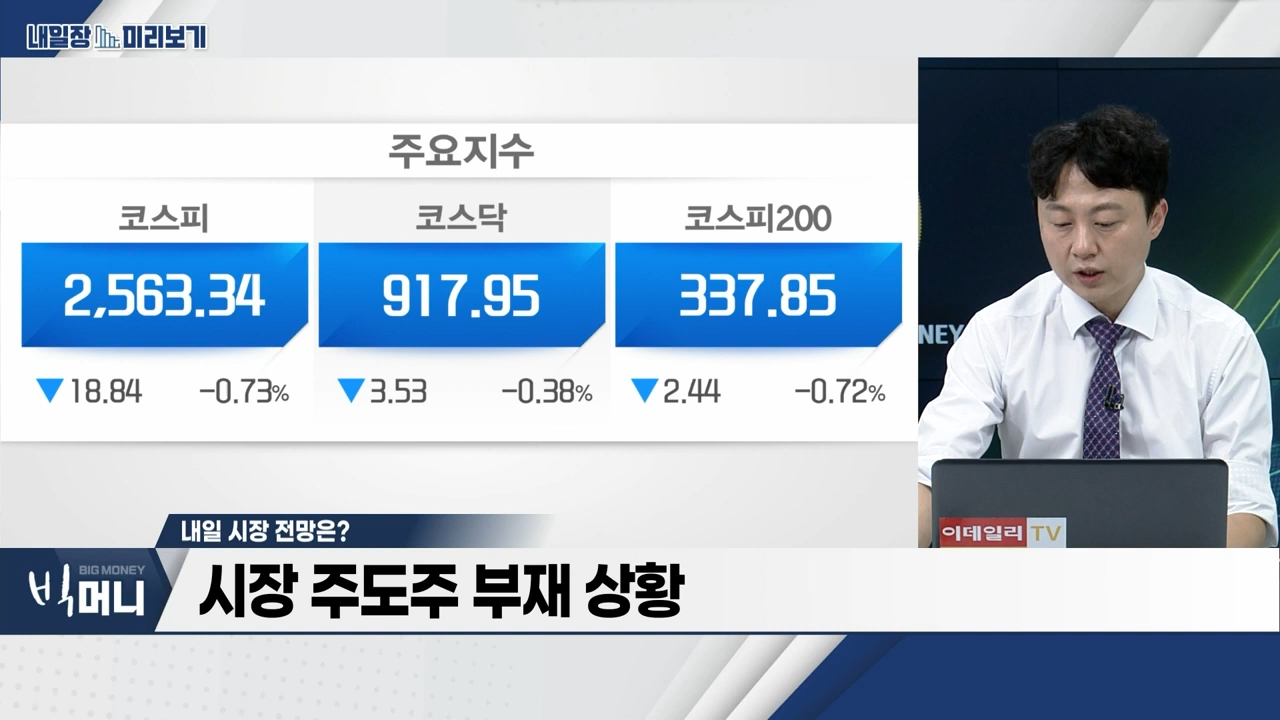 내일장 미리보기
주요지수
코스피 코스닥 코스피200
2,563.34 917.95 337.85
▼18.84 -0.73% ▼3.53 -0.38% ▼2.44 -0.72%
NEY
이데일리 TV
내일 시장 전망은?
BIG MONEY
빅머니
시장 주도주 부재 상황